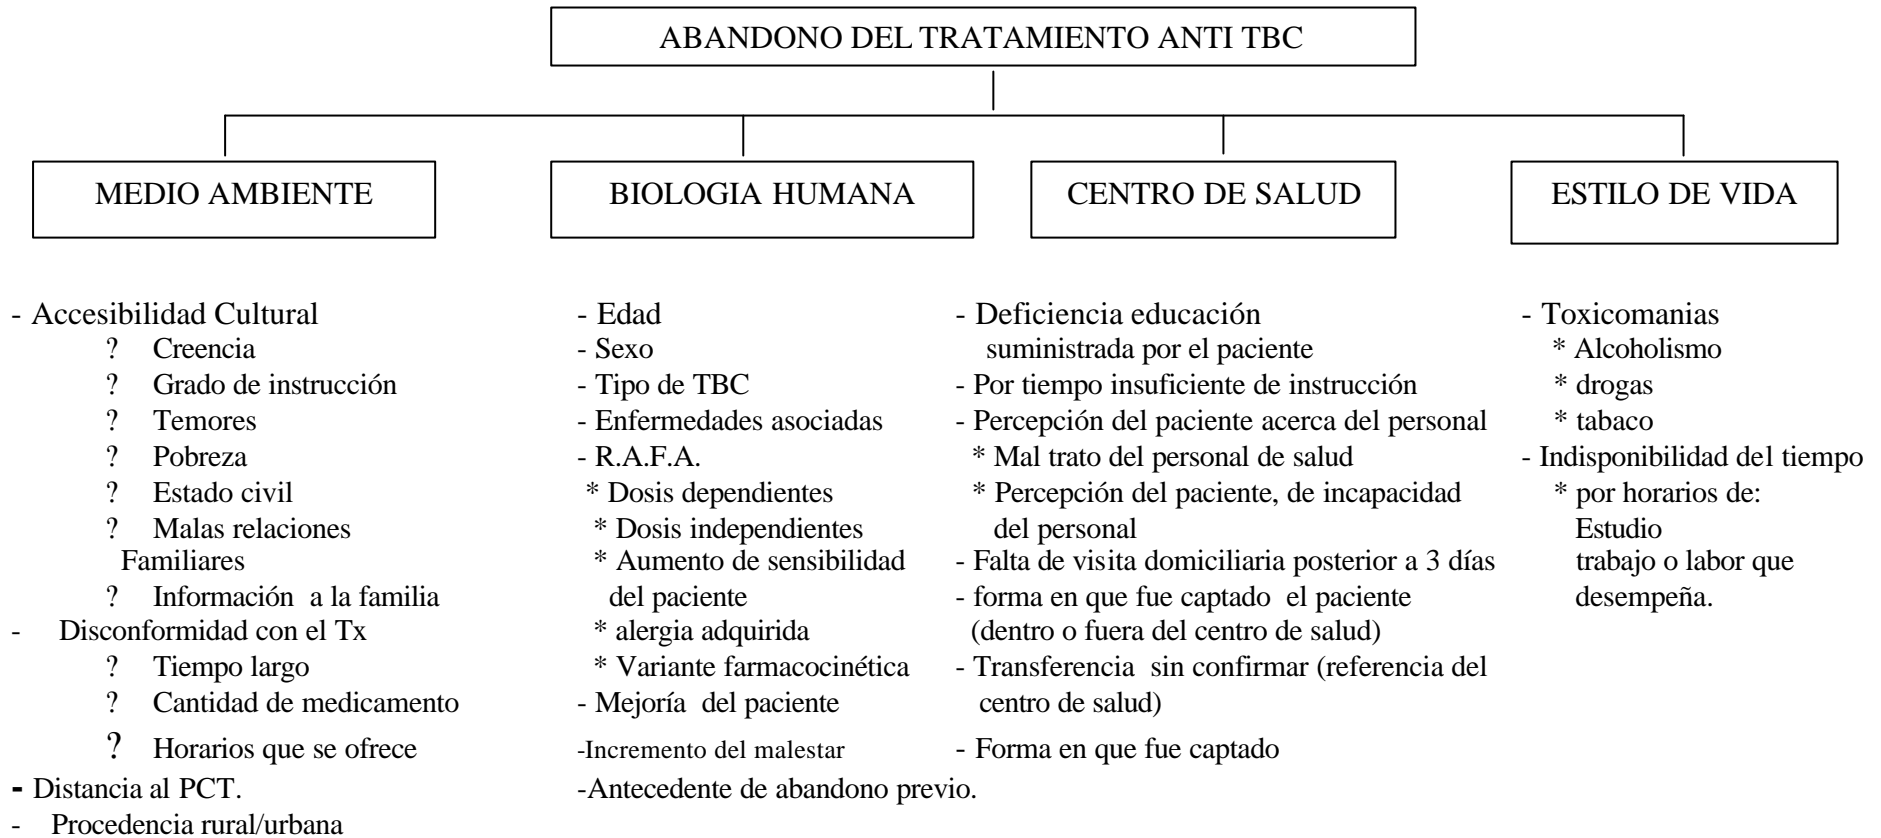 ABANDONO DEL TRATAMIENTO ANTI TBC
MEDIO AMBIENTE
BIOLOGIA HUMANA
CENTRO DE SALUD
ESTILO DE VIDA
- Accesibilidad Cultural
? Creencia
? Grado de instrucción
? Temores
? Pobreza
? Estado civil
? Malas relaciones
Familiares
? Información a la familia
- Disconformidad con el Tx
? Tiempo largo
? Cantidad de medicamento
? Horarios que se ofrece
- Distancia al PCT.
- Procedencia rural/urbana
- Edad
- Sexo
- Tipo de TBC
- Enfermedades asociadas
- R.A.F.A.
* Dosis dependientes
* Dosis independientes
* Aumento de sensibilidad
del paciente
* alergia adquirida
* Variante farmacocinética
- Mejoría del paciente
-Incremento del malestar
-Antecedente de abandono previo.
- Deficiencia educación
suministrada por el paciente
- Por tiempo insuficiente de instrucción
- Percepción del paciente acerca del personal
* Mal trato del personal de salud
* Percepción del paciente, de incapacidad
del personal
- Falta de visita domiciliaria posterior a 3 días
- forma en que fue captado el paciente
(dentro o fuera del centro de salud)
- Transferencia sin confirmar (referencia del
centro de salud)
- Forma en que fue captado
- Toxicomanias
* Alcoholismo
* drogas
* tabaco
- Indisponibilidad del tiempo
* por horarios de:
Estudio
trabajo o labor que
desempeña.